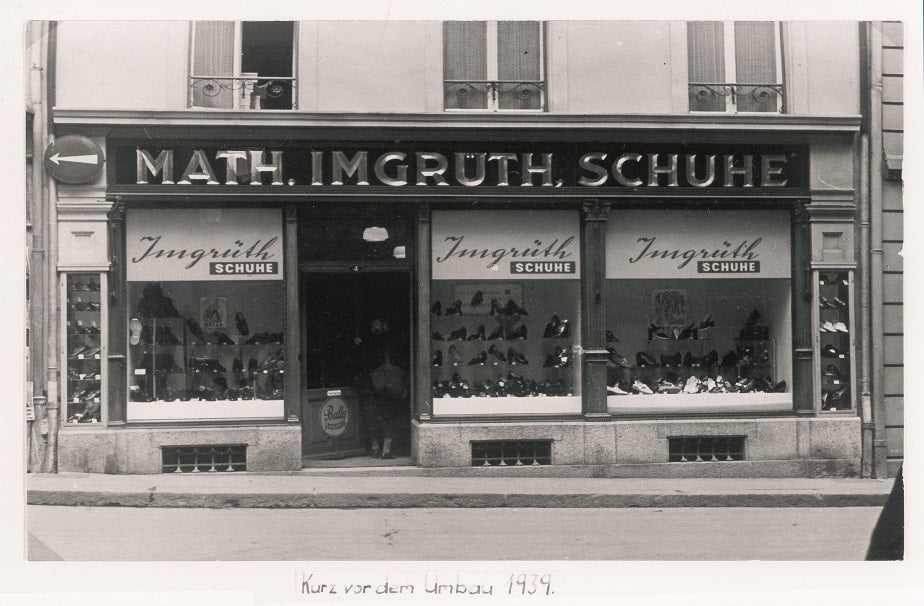 MATH. IMGRÜTH, SCHUHE
Imgrüth
SCHUHE
Imgrüth
SCHUHE
Imgrüth
SCHUHE
Bally
Kurz vor dem Umbau 1939.